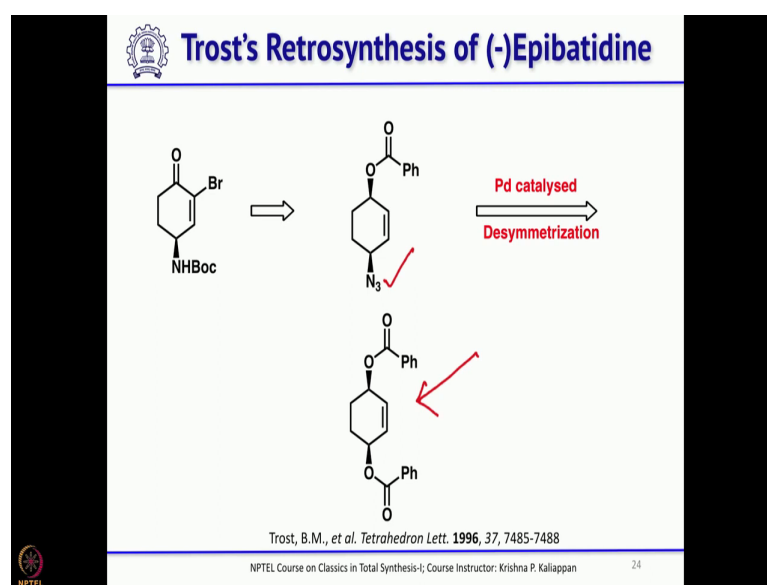 Trost's Retrosynthesis of (-)Epibatidine
O
Br
NHBoc
O
O
Ph
N3
Pd catalysed
Desymmetrization
O
O
Ph
O
Ph
O
Trost, B.M., et al. Tetrahedron Lett. 1996, 37, 7485-7488
NPTEL Course on Classics in Total Synthesis-I; Course Instructor: Krishna P. Kaliappan
24
NPTEL